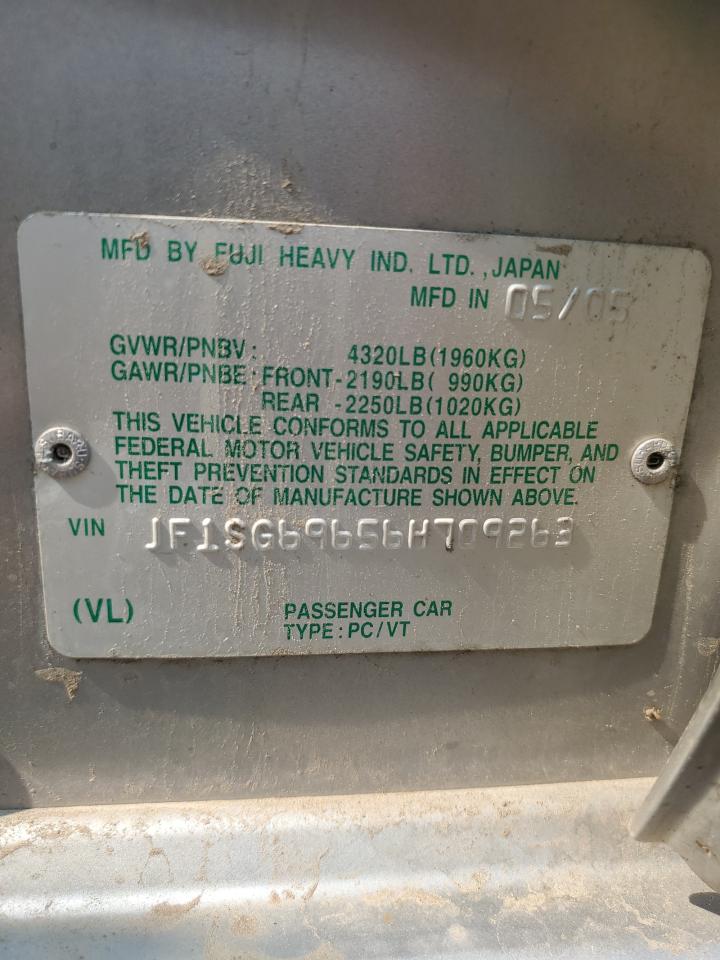 MFD BY FUJI HEAVY IND. LTD.,JAPAN
MFD IN 05/05
GVWR/PNBV: 4320LB(1960KG)
GAWR/PNBE: FRONT-2190LB( 990KG)
REAR -2250LB(1020KG)
THIS VEHICLE CONFORMS TO ALL APPLICABLE
FEDERAL MOTOR VEHICLE SAFETY, BUMPER, AND
THEFT PREVENTION STANDARDS IN EFFECT ON
THE DATE OF MANUFACTURE SHOWN ABOVE.
VIN JF1SG69656H709263
(VL) PASSENGER CAR
TYPE:PC/VT